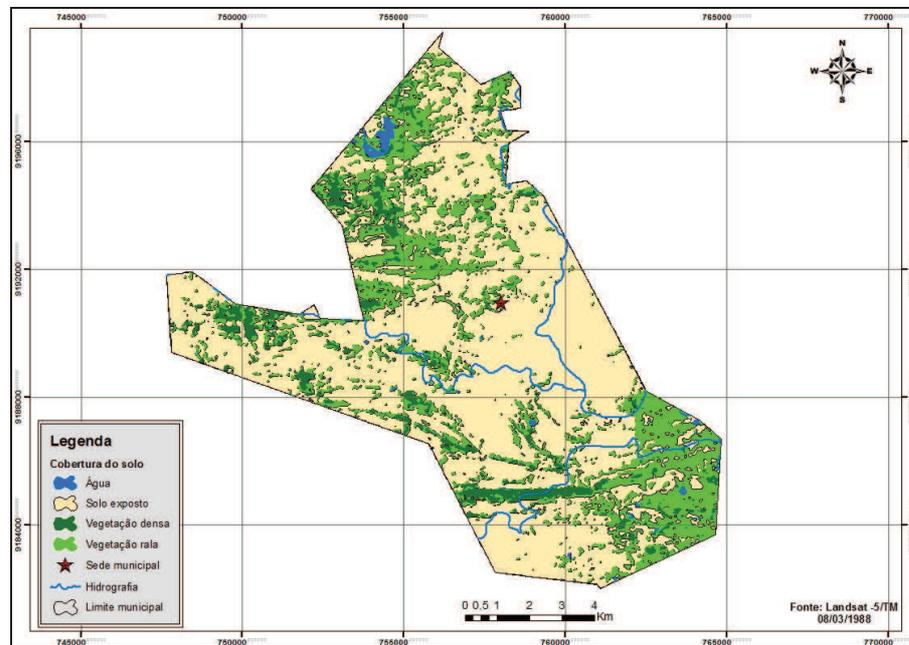 745000 750000 755000 760000 765000 770000
N
W E
S
9196000
9192000
9188000
9184000
Legenda
Cobertura do solo
Água
Solo exposto
Vegetação densa
Vegetação rala
Sede municipal
Hidrografia
Limite municipal
0 0,5 1 2 3 4
Km
Fonte: Landsat -5/TM
08/03/1988
745000 750000 755000 760000 765000 770000